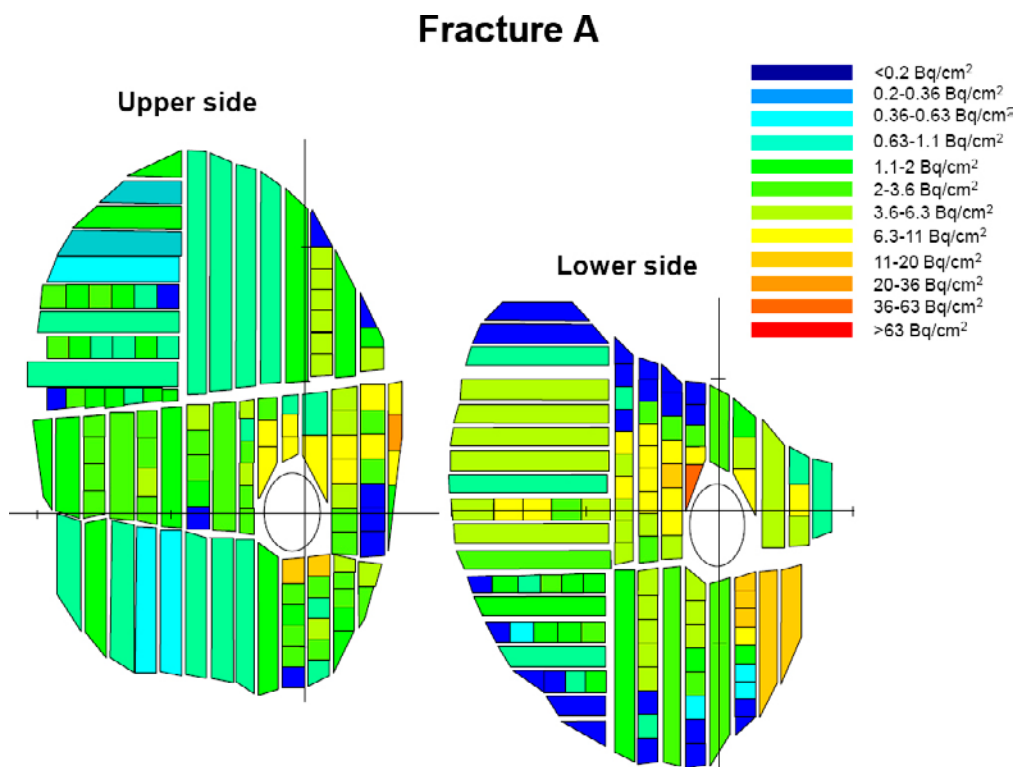 Fracture A
Upper side
Lower side
<0.2 Bq/cm²
0.2-0.36 Bq/cm²
0.36-0.63 Bq/cm²
0.63-1.1 Bq/cm²
1.1-2 Bq/cm²
2-3.6 Bq/cm²
3.6-6.3 Bq/cm²
6.3-11 Bq/cm²
11-20 Bq/cm²
20-36 Bq/cm²
36-63 Bq/cm²
>63 Bq/cm²